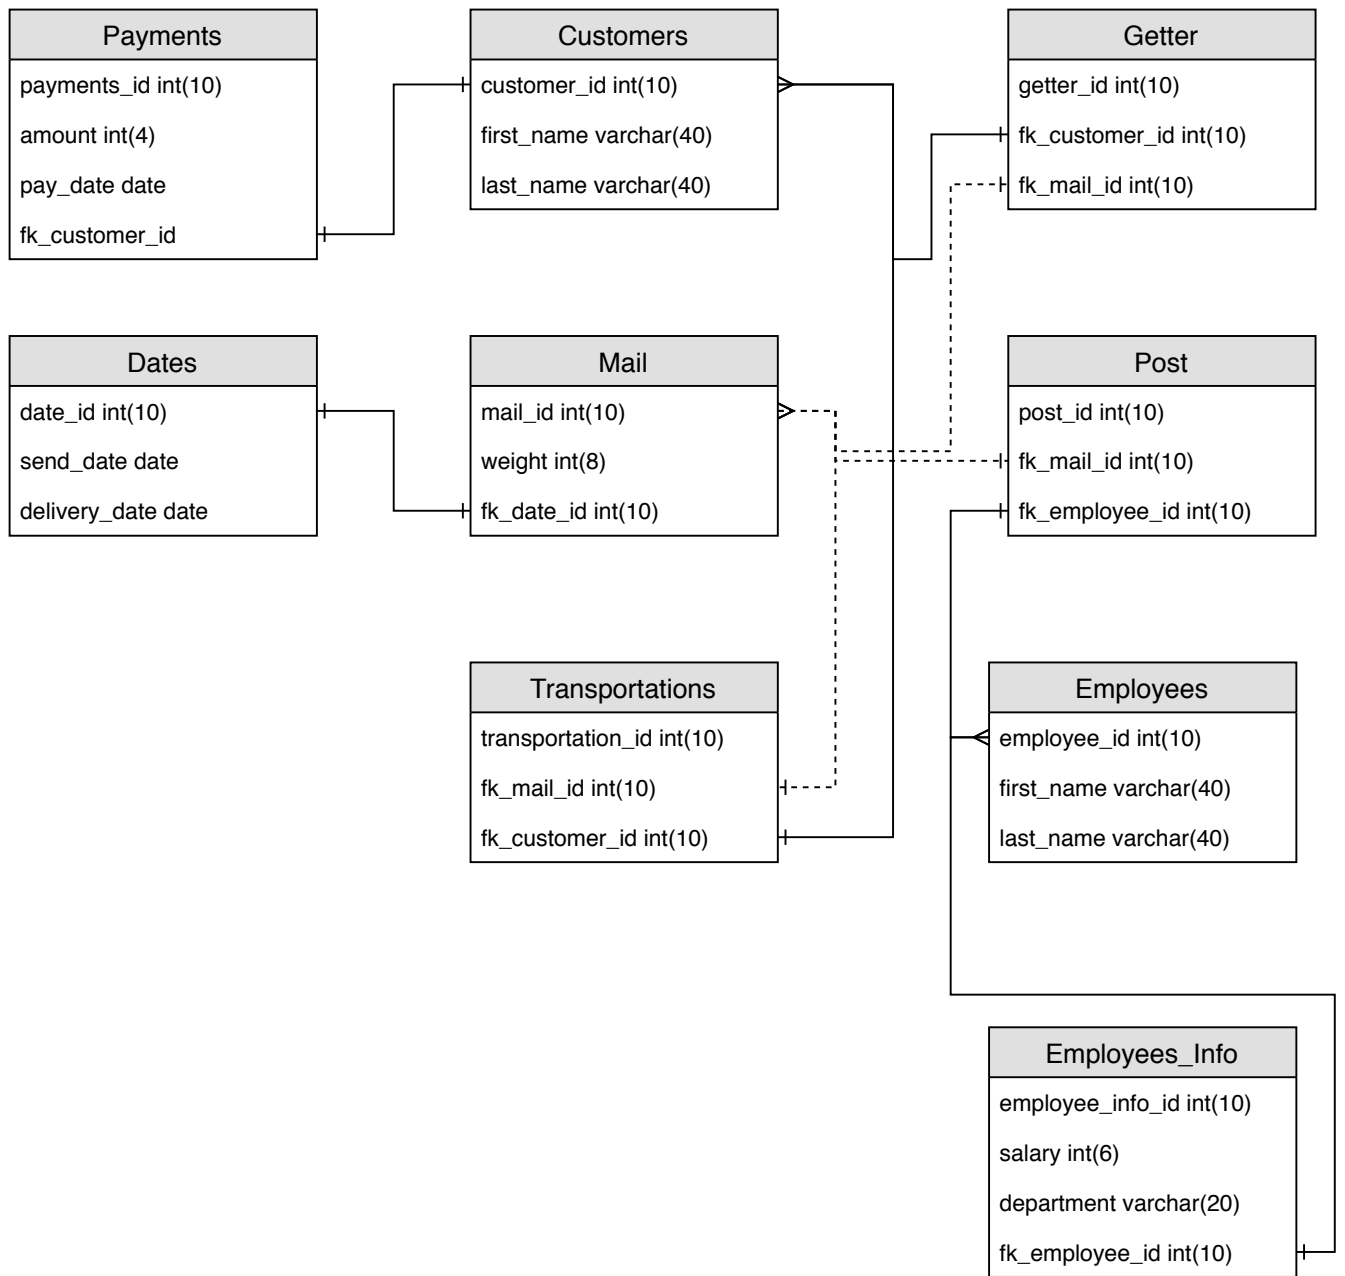 Payments
payments_id int(10)
amount int(4)
pay_date date
fk_customer_id
Customers
customer_id int(10)
first_name varchar(40)
last_name varchar(40)
Getter
getter_id int(10)
fk_customer_id int(10)
fk_mail_id int(10)
Dates
date_id int(10)
send_date date
delivery_date date
Mail
mail_id int(10)
weight int(8)
fk_date_id int(10)
Post
post_id int(10)
fk_mail_id int(10)
fk_employee_id int(10)
Transportations
transportation_id int(10)
fk_mail_id int(10)
fk_customer_id int(10)
Employees
employee_id int(10)
first_name varchar(40)
last_name varchar(40)
Employees_Info
employee_info_id int(10)
salary int(6)
department varchar(20)
fk_employee_id int(10)